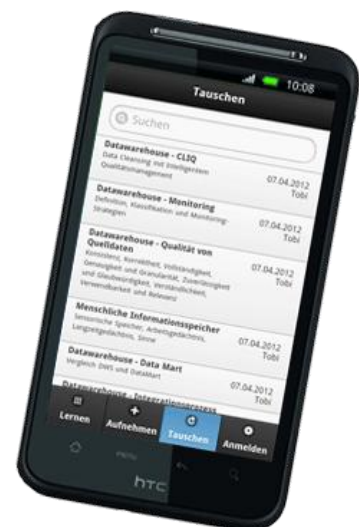 10:08
Tauschen
Suchen
Datawarehouse - CLIQ
Data Cleansing mit Intelligentem
Qualitätsmanagement
07.04.2012
Tobi
Datawarehouse - Monitoring
Definition, Klassifikation und Monitoring-
Strategien
07.04.2012
Tobi
Datawarehouse - Qualität von
Quelldaten
Konsistenz, Korrektheit, Vollständigkeit,
Genauigkeit und Granularität, Zuverlässigkeit
und Glaubwürdigkeit, Verständlichkeit,
Verwendbarkeit und Relevanz
07.04.2012
Tobi
Menschliche Informationsspeicher
Sensorische Speicher, Arbeitsgedächtnis,
Langzeitgedächtnis, Sinne
07.04.2012
Tobi
Datawarehouse - Data Mart
Vergleich DWS und DataMart
07.04.2012
Tobi
Datawarehouse - Integrationsprozess
Lernen
Aufnehmen
Tauschen
Anmelden
MENU
hTC